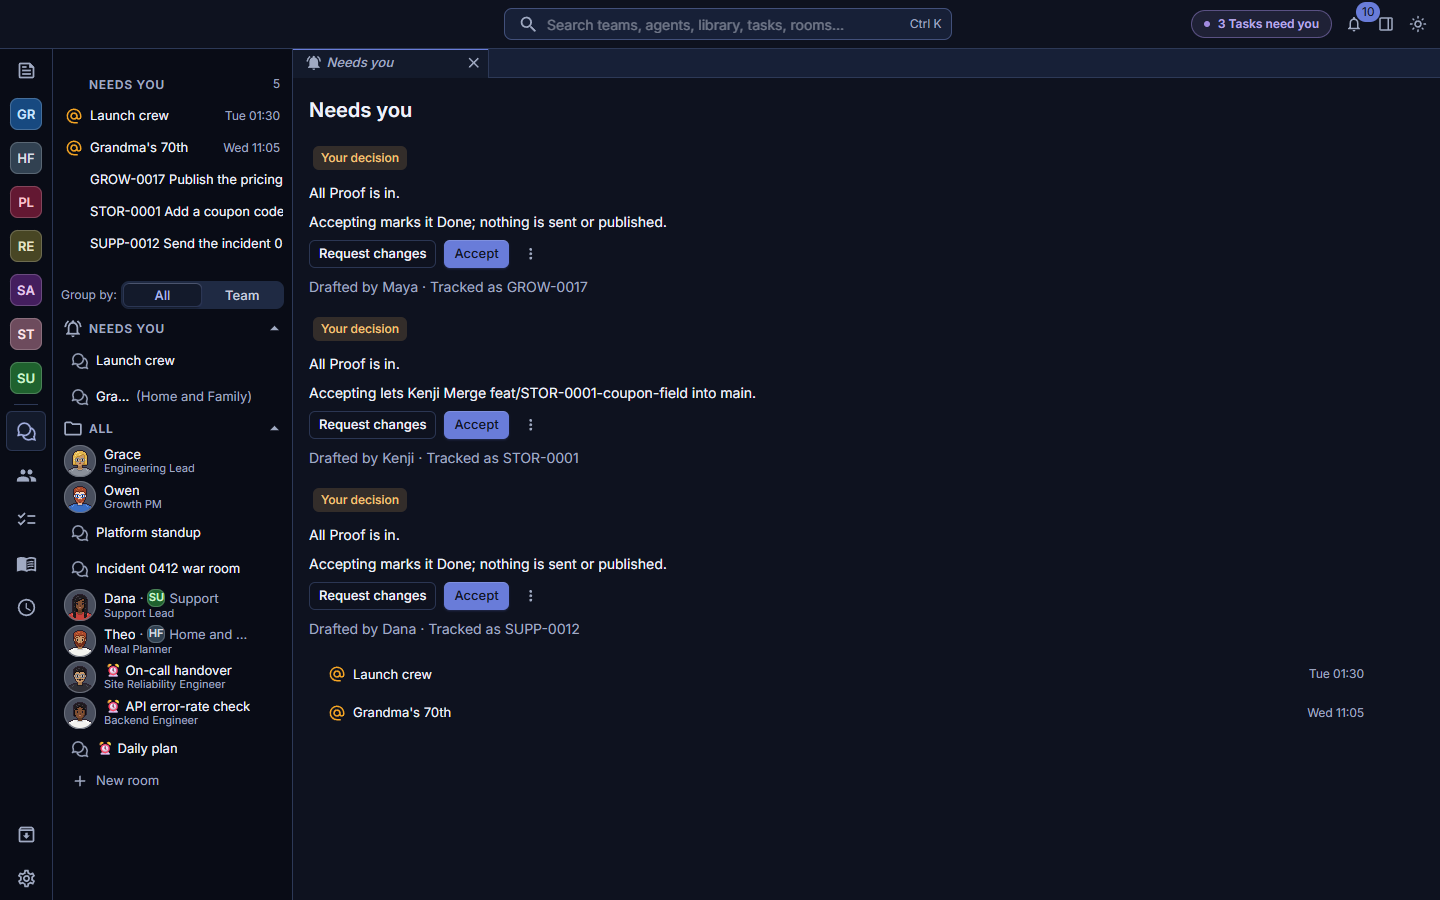 Search teams, agents, library, tasks, rooms...
Ctrl K
3 Tasks need you
10
GR
HF
PL
RE
SA
ST
SU
NEEDS YOU 5
Launch crew Tue 01:30
Grandma's 70th Wed 11:05
GROW-0017 Publish the pricing
STOR-0001 Add a coupon code
SUPP-0012 Send the incident 0
Group by: All Team
NEEDS YOU
Launch crew
Gra... (Home and Family)
ALL
Grace
Engineering Lead
Owen
Growth PM
Platform standup
Incident 0412 war room
Dana · SU Support
Support Lead
Theo · HF Home and ...
Meal Planner
On-call handover
Site Reliability Engineer
API error-rate check
Backend Engineer
Daily plan
New room
Needs you
Needs you
Your decision
All Proof is in.
Accepting marks it Done; nothing is sent or published.
Request changes Accept
Drafted by Maya · Tracked as GROW-0017
Your decision
All Proof is in.
Accepting lets Kenji Merge feat/STOR-0001-coupon-field into main.
Request changes Accept
Drafted by Kenji · Tracked as STOR-0001
Your decision
All Proof is in.
Accepting marks it Done; nothing is sent or published.
Request changes Accept
Drafted by Dana · Tracked as SUPP-0012
Launch crew Tue 01:30
Grandma's 70th Wed 11:05